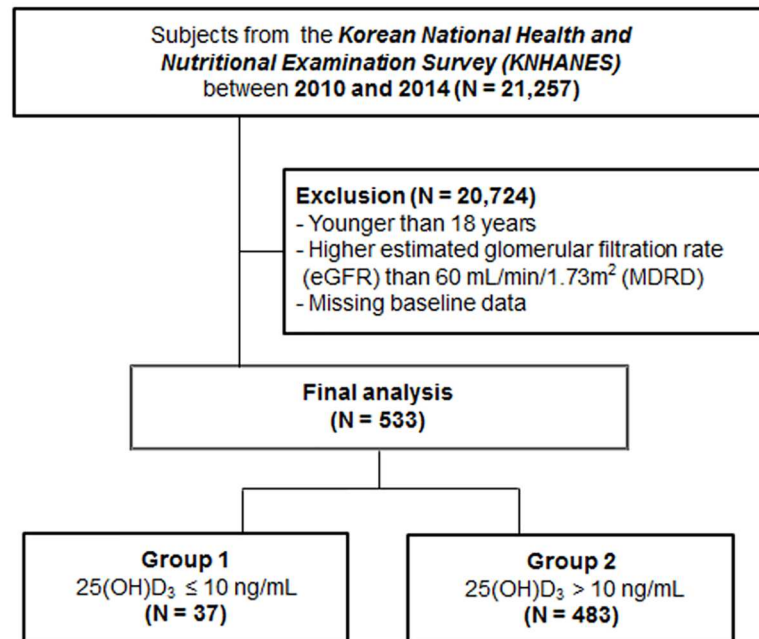 Subjects from the Korean National Health and
Nutritional Examination Survey (KNHANES)
between 2010 and 2014 (N = 21,257)
Exclusion (N = 20,724)
- Younger than 18 years
- Higher estimated glomerular filtration rate
(eGFR) than 60 mL/min/1.73m² (MDRD)
- Missing baseline data
Final analysis
(N = 533)
Group 1
25(OH)D₃ ≤ 10 ng/mL
(N = 37)
Group 2
25(OH)D₃ > 10 ng/mL
(N = 483)